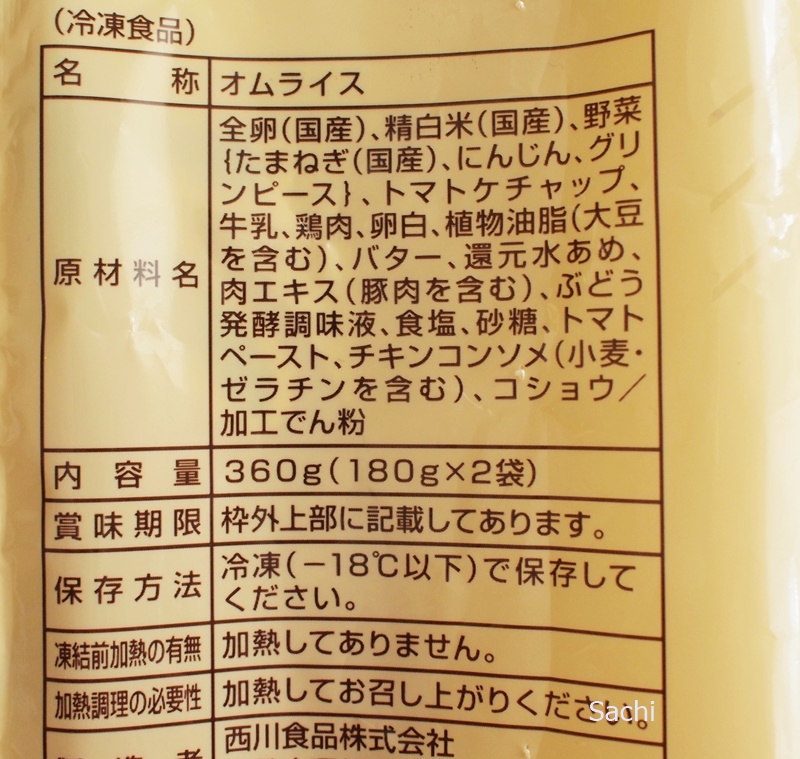 (冷凍食品)
名称 オムライス
原材料名
全卵(国産)、精白米(国産)、野菜
{たまねぎ(国産)、にんじん、グリ
ンピース}、トマトケチャップ、
牛乳、鶏肉、卵白、植物油脂(大豆
を含む)、バター、還元水あめ、
肉エキス(豚肉を含む)、ぶどう
発酵調味液、食塩、砂糖、トマト
ペースト、チキンコンソメ(小麦・
ゼラチンを含む)、コショウ/
加工でん粉
内容量 360g(180g×2袋)
賞味期限 枠外上部に記載してあります。
保存方法 冷凍(-18℃以下)で保存して
ください。
凍結前加熱の有無 加熱してありません。
加熱調理の必要性 加熱してお召し上がりください。
Sachi
西川食品株式会社